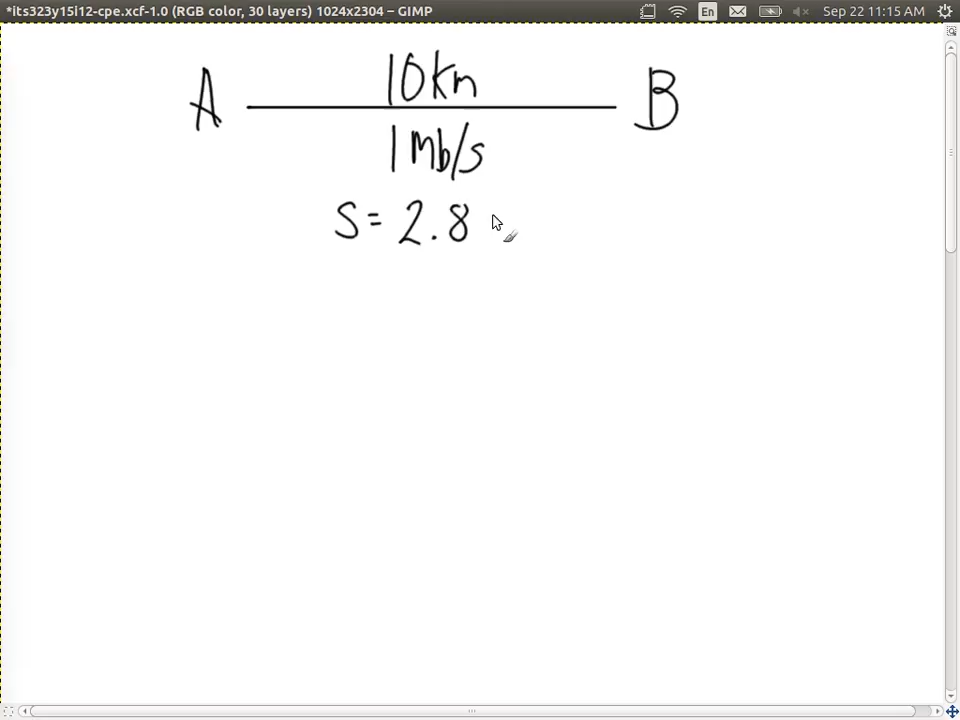 *its323y15i12-cpe.xcf-1.0 (RGB color, 30 layers) 1024x2304 – GIMP
En
Sep 22 11:15 AM
10km
A B
1Mb/s
S = 2.8